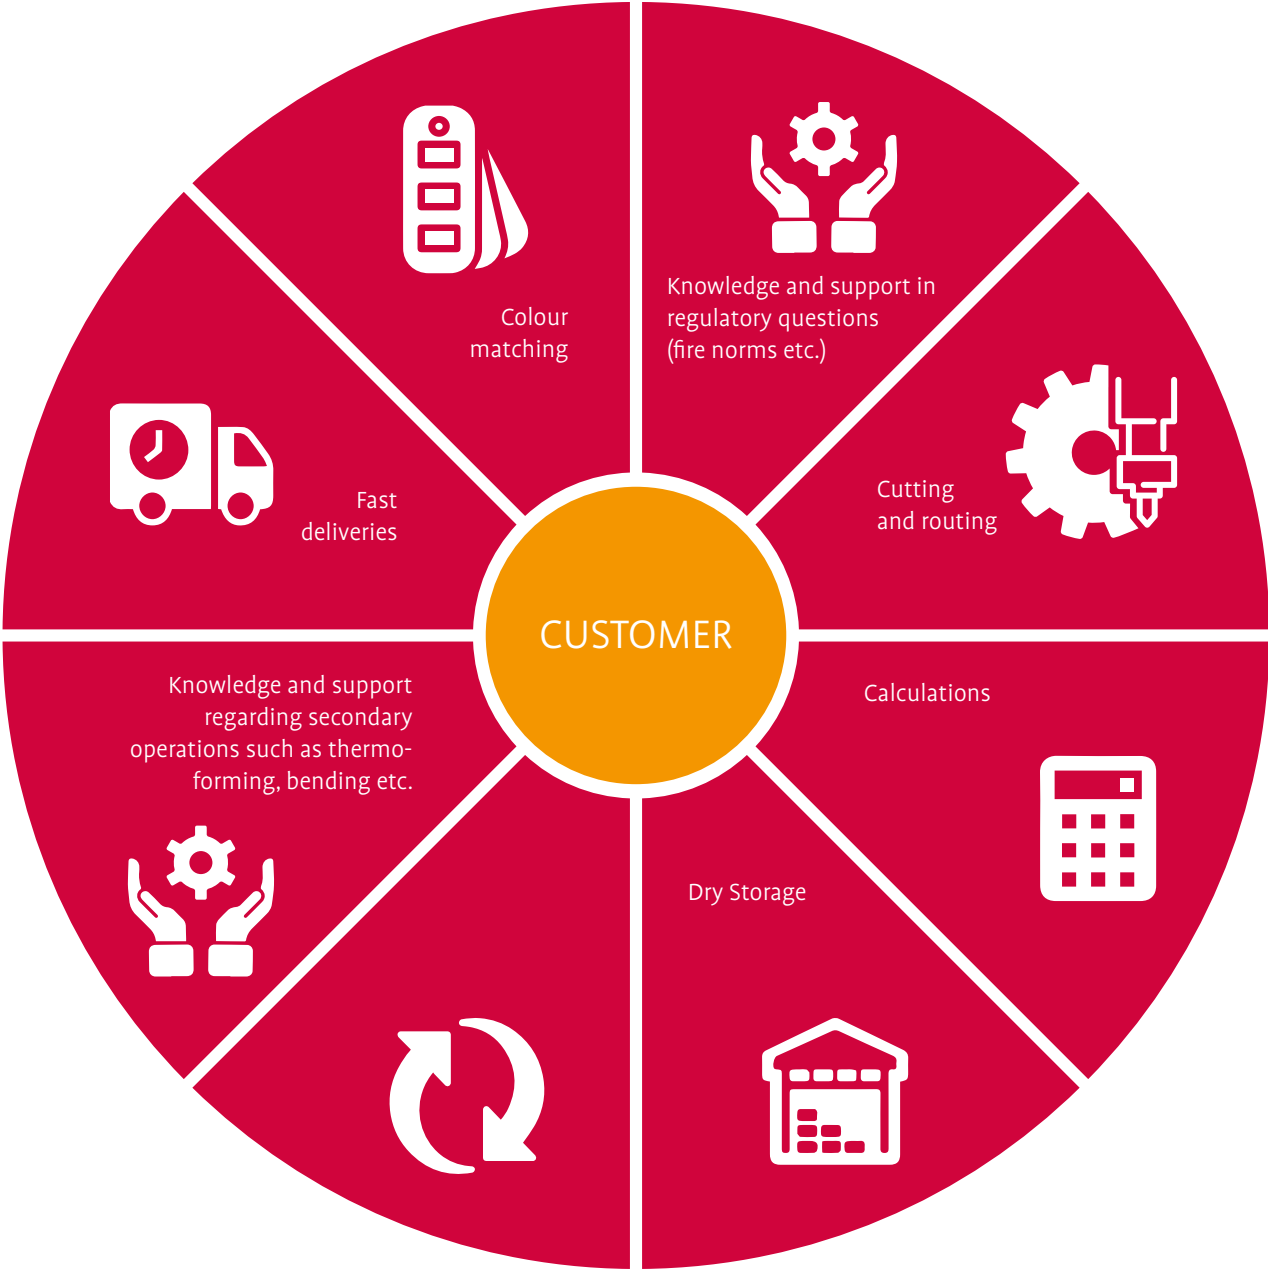 Colour
matching
Knowledge and support in
regulatory questions
(fire norms etc.)
Cutting
and routing
Fast
deliveries
CUSTOMER
Knowledge and support
regarding secondary
operations such as thermo-
forming, bending etc.
Calculations
Dry Storage